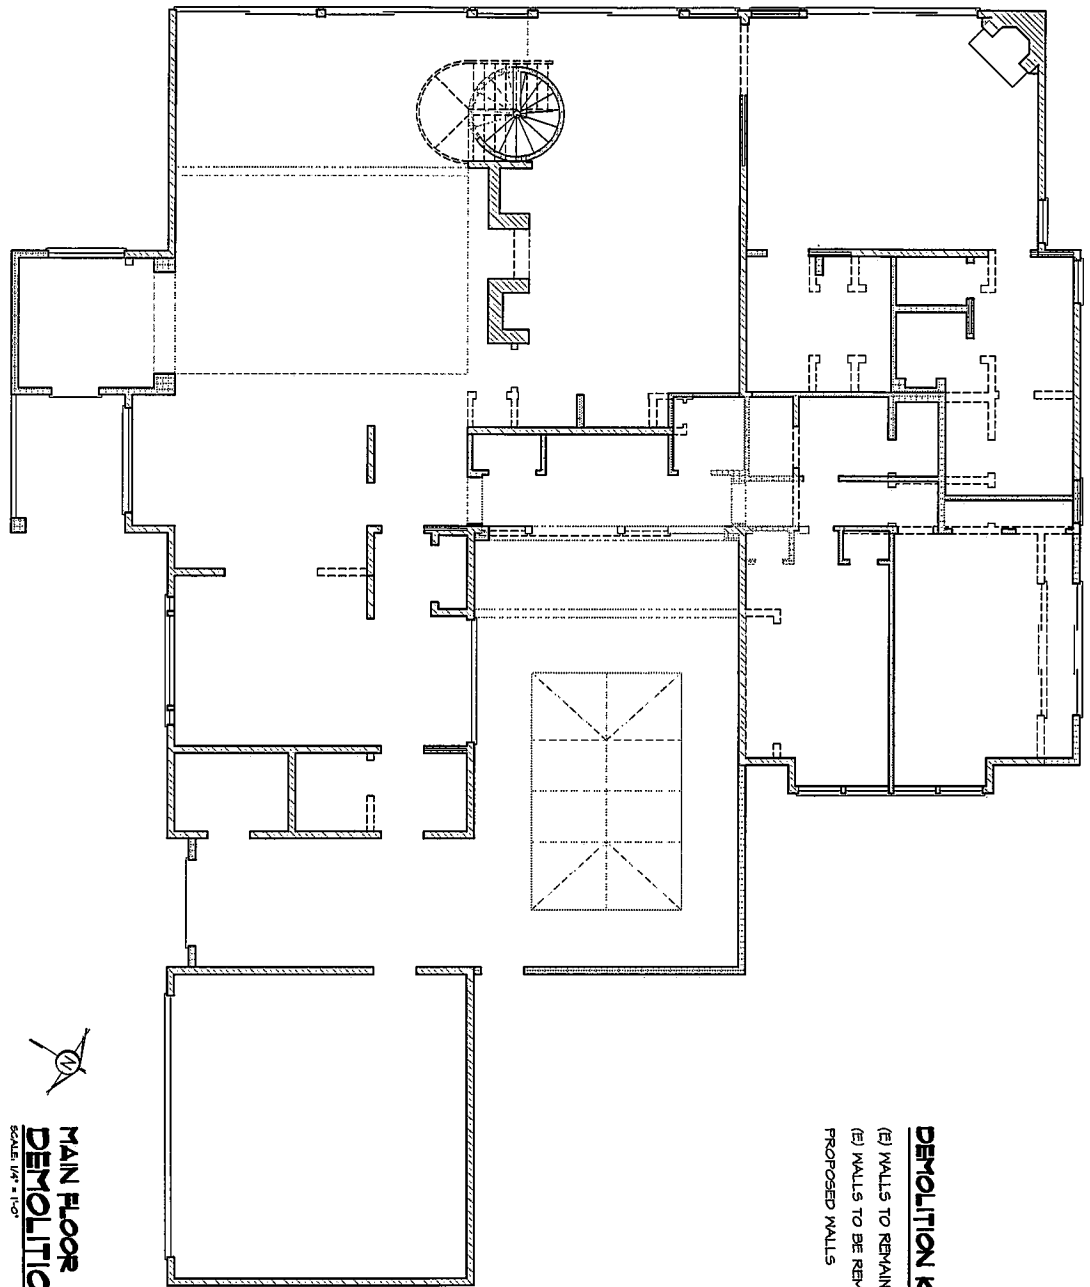 DEMOLITION K
(E) WALLS TO REMAIN
(E) WALLS TO BE REM
PROPOSED WALLS
N
MAIN FLOOR
DEMOLITIO
SCALE: 1/4" = 1'-0"